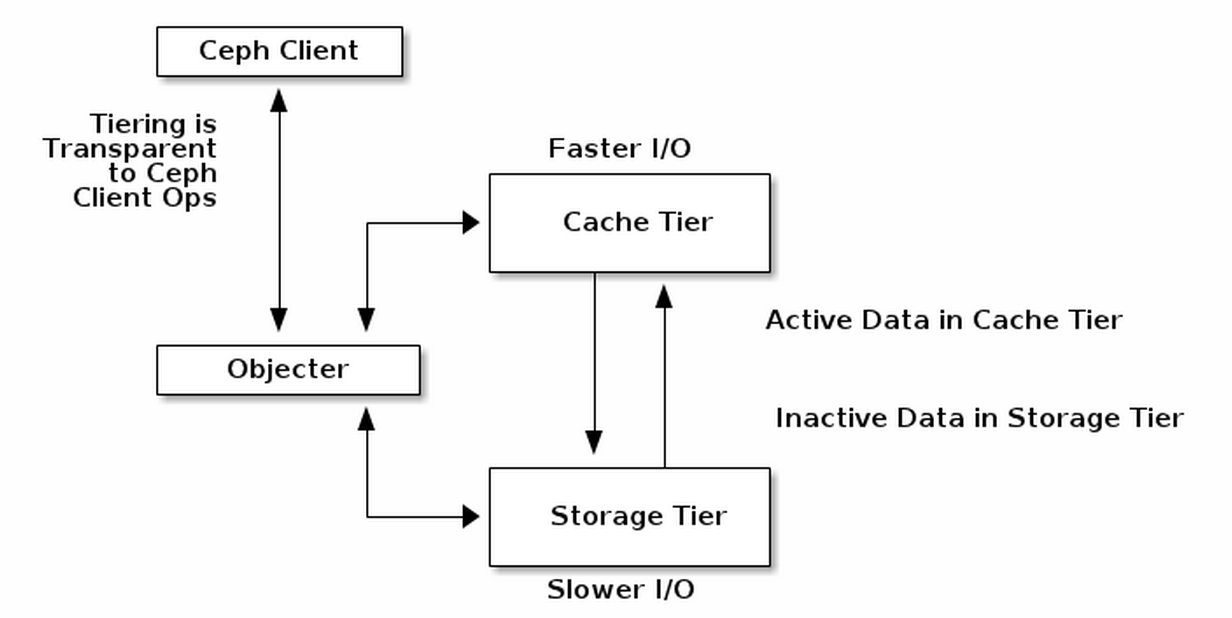 Ceph Client
Tiering is
Transparent
to Ceph
Client Ops
Faster I/O
Cache Tier
Active Data in Cache Tier
Objecter
Inactive Data in Storage Tier
Storage Tier
Slower I/O